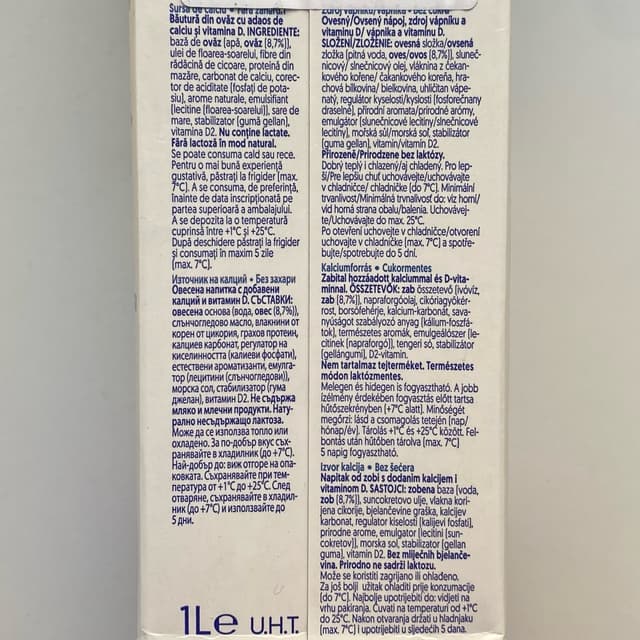 Sursă de calciu • Fără zahăruri
Băutură din ovăz cu adaos de
calciu și vitamina D. INGREDIENTE:
bază de ovăz (apă, ovăz [8,7%]),
ulei de floarea-soarelui, fibre din
rădăcină de cicoare, proteină din
mazăre, carbonat de calciu, corec-
tor de aciditate [fosfați de pota-
siu], arome naturale, emulsifiant
[lecitine (floarea-soarelui)], sare de
mare, stabilizator [gumă gellan],
vitamina D2. Nu conține lactate.
Fără lactoză în mod natural.
Se poate consuma cald sau rece.
Pentru o mai bună experiență
gustativă, păstrați la frigider [max.
7°C]. A se consuma, de preferință,
înainte de data inscripționată pe
partea superioară a ambalajului.
A se depozita la o temperatură
cuprinsă între +1°C și +25°C.
După deschidere păstrați la frigider
și consumați în maxim 5 zile
[max. 7°C].
Източник на калций • Без захари
Овесена напитка с добавени
калций и витамин D. СЪСТАВКИ:
овесена основа (вода, овес (8,7%)),
слънчогледово масло, влакнини от
корен от цикория, грахов протеин,
калциев карбонат, регулатор на
киселинността (калиеви фосфати),
естествени ароматизанти, емулга-
тор (лецитини (слънчогледови)),
морска сол, стабилизатор (гума
джелан), витамин D2. Не съдържа
мляко и млечни продукти. Нату-
рално несъдържащо лактоза.
Може да се използва топло или
охладено. За по-добър вкус съх-
ранявайте в хладилник (до +7°C).
Най-добър до: виж отгоре на опа-
ковката. Съхранявайте при тем-
пература от +1°C до +25°C. След
отваряне, съхранявайте в хладил-
ник (до +7°C) и използвайте до
5 дни.
1Le U.H.T.
Zdroj vápníku/vápnika • Bez cukrů
Ovesný/Ovsený nápoj, zdroj vápníku a
vitaminu D/ vápnika a vitamínu D.
SLOŽENÍ/ZLOŽENIE: ovesná složka/ovsená
zložka (pitná voda, oves/ovos [8,7%]), sluneč-
nicový/ slnečnicový olej, vláknina z čekan-
kového kořene/ čakankového koreňa, hra-
chová bílkovina/ bielkovina, uhličitan vápe-
natý, regulátor kyselosti/kyslosti (fosforečnany
draselné), přírodní aromata/prírodné arómy,
emulgátor (slunečnicové lecitiny/slnečnicové
lecitíny), mořská sůl/morská soľ, stabilizátor
(guma gellan), vitamin/vitamín D2.
Přirozeně/Prirodzene bez laktózy.
Dobrý teplý i chlazený/aj chladený. Pro lep-
ší/Pre lepšiu chuť uchovávejte/uchovávajte
v chladničce/ chladničke [do 7°C]. Minimální
trvanlivost/Minimálna trvanlivosť do: viz horní/
viď horná strana obalu/balenia. Uchovávej-
te/Uchovávajte do max. 25°C.
Po otevření uchovejte v chladničce/otvorení
uchovajte v chladničke (max. 7°C) a spotře-
bujte/spotrebujte do 5 dní.
Kalciumforrás • Cukormentes
Zabital hozzáadott kalciummal és D-vita-
minnal. ÖSSZETEVŐK: zab összetevő (ivóvíz,
zab [8,7%]), napraforgóolaj, cikóriagyökér-
rost, borsófehérje, kalcium-karbonát, sava-
nyúságot szabályozó anyag [kálium-foszfá-
tok], természetes aromák, emulgeálószer [le-
citinek (napraforgó)], tengeri só, stabilizátor
[gellángumi], D2-vitamin.
Nem tartalmaz tejterméket. Természetes
módon laktózmentes.
Melegen és hidegen is fogyasztható. A jobb
ízélmény érdekében fogyasztás előtt tartsa
hűtőszekrényben [+7°C alatt]. Minőségét
megőrzi: lásd a csomagolás tetején [nap/
hónap/év]. Tárolás +1°C és +25°C között. Fel-
bontás után hűtőben tárolva [max. 7°C]
5 napig fogyasztható.
Izvor kalcija • Bez šećera
Napitak od zobi s dodanim kalcijem i
vitaminom D. SASTOJCI: zobena baza [voda,
zob [8,7%]), suncokretovo ulje, vlakna kori-
jena cikorije, bjelančevine graška, kalcijev
karbonat, regulator kiselosti [kalijevi fosfati],
prirodne arome, emulgator [lecitini [sun-
cokretov]], morska sol, stabilizator [gellan
guma], vitamin D2. Bez mliječnih bjelanče-
vina. Prirodno ne sadrži laktozu.
Može se koristiti zagrijano ili ohlađeno.
Za još bolji užitak ohladiti prije konzumacije
[do 7°C]. Najbolje upotrijebiti do: vidjeti na
vrhu pakiranja. Čuvati na temperaturi od +1°C
do 25°C. Nakon otvaranja držati u hladnjaku
[max. 7°C] i upotrijebiti u sljedećih 5 dana.